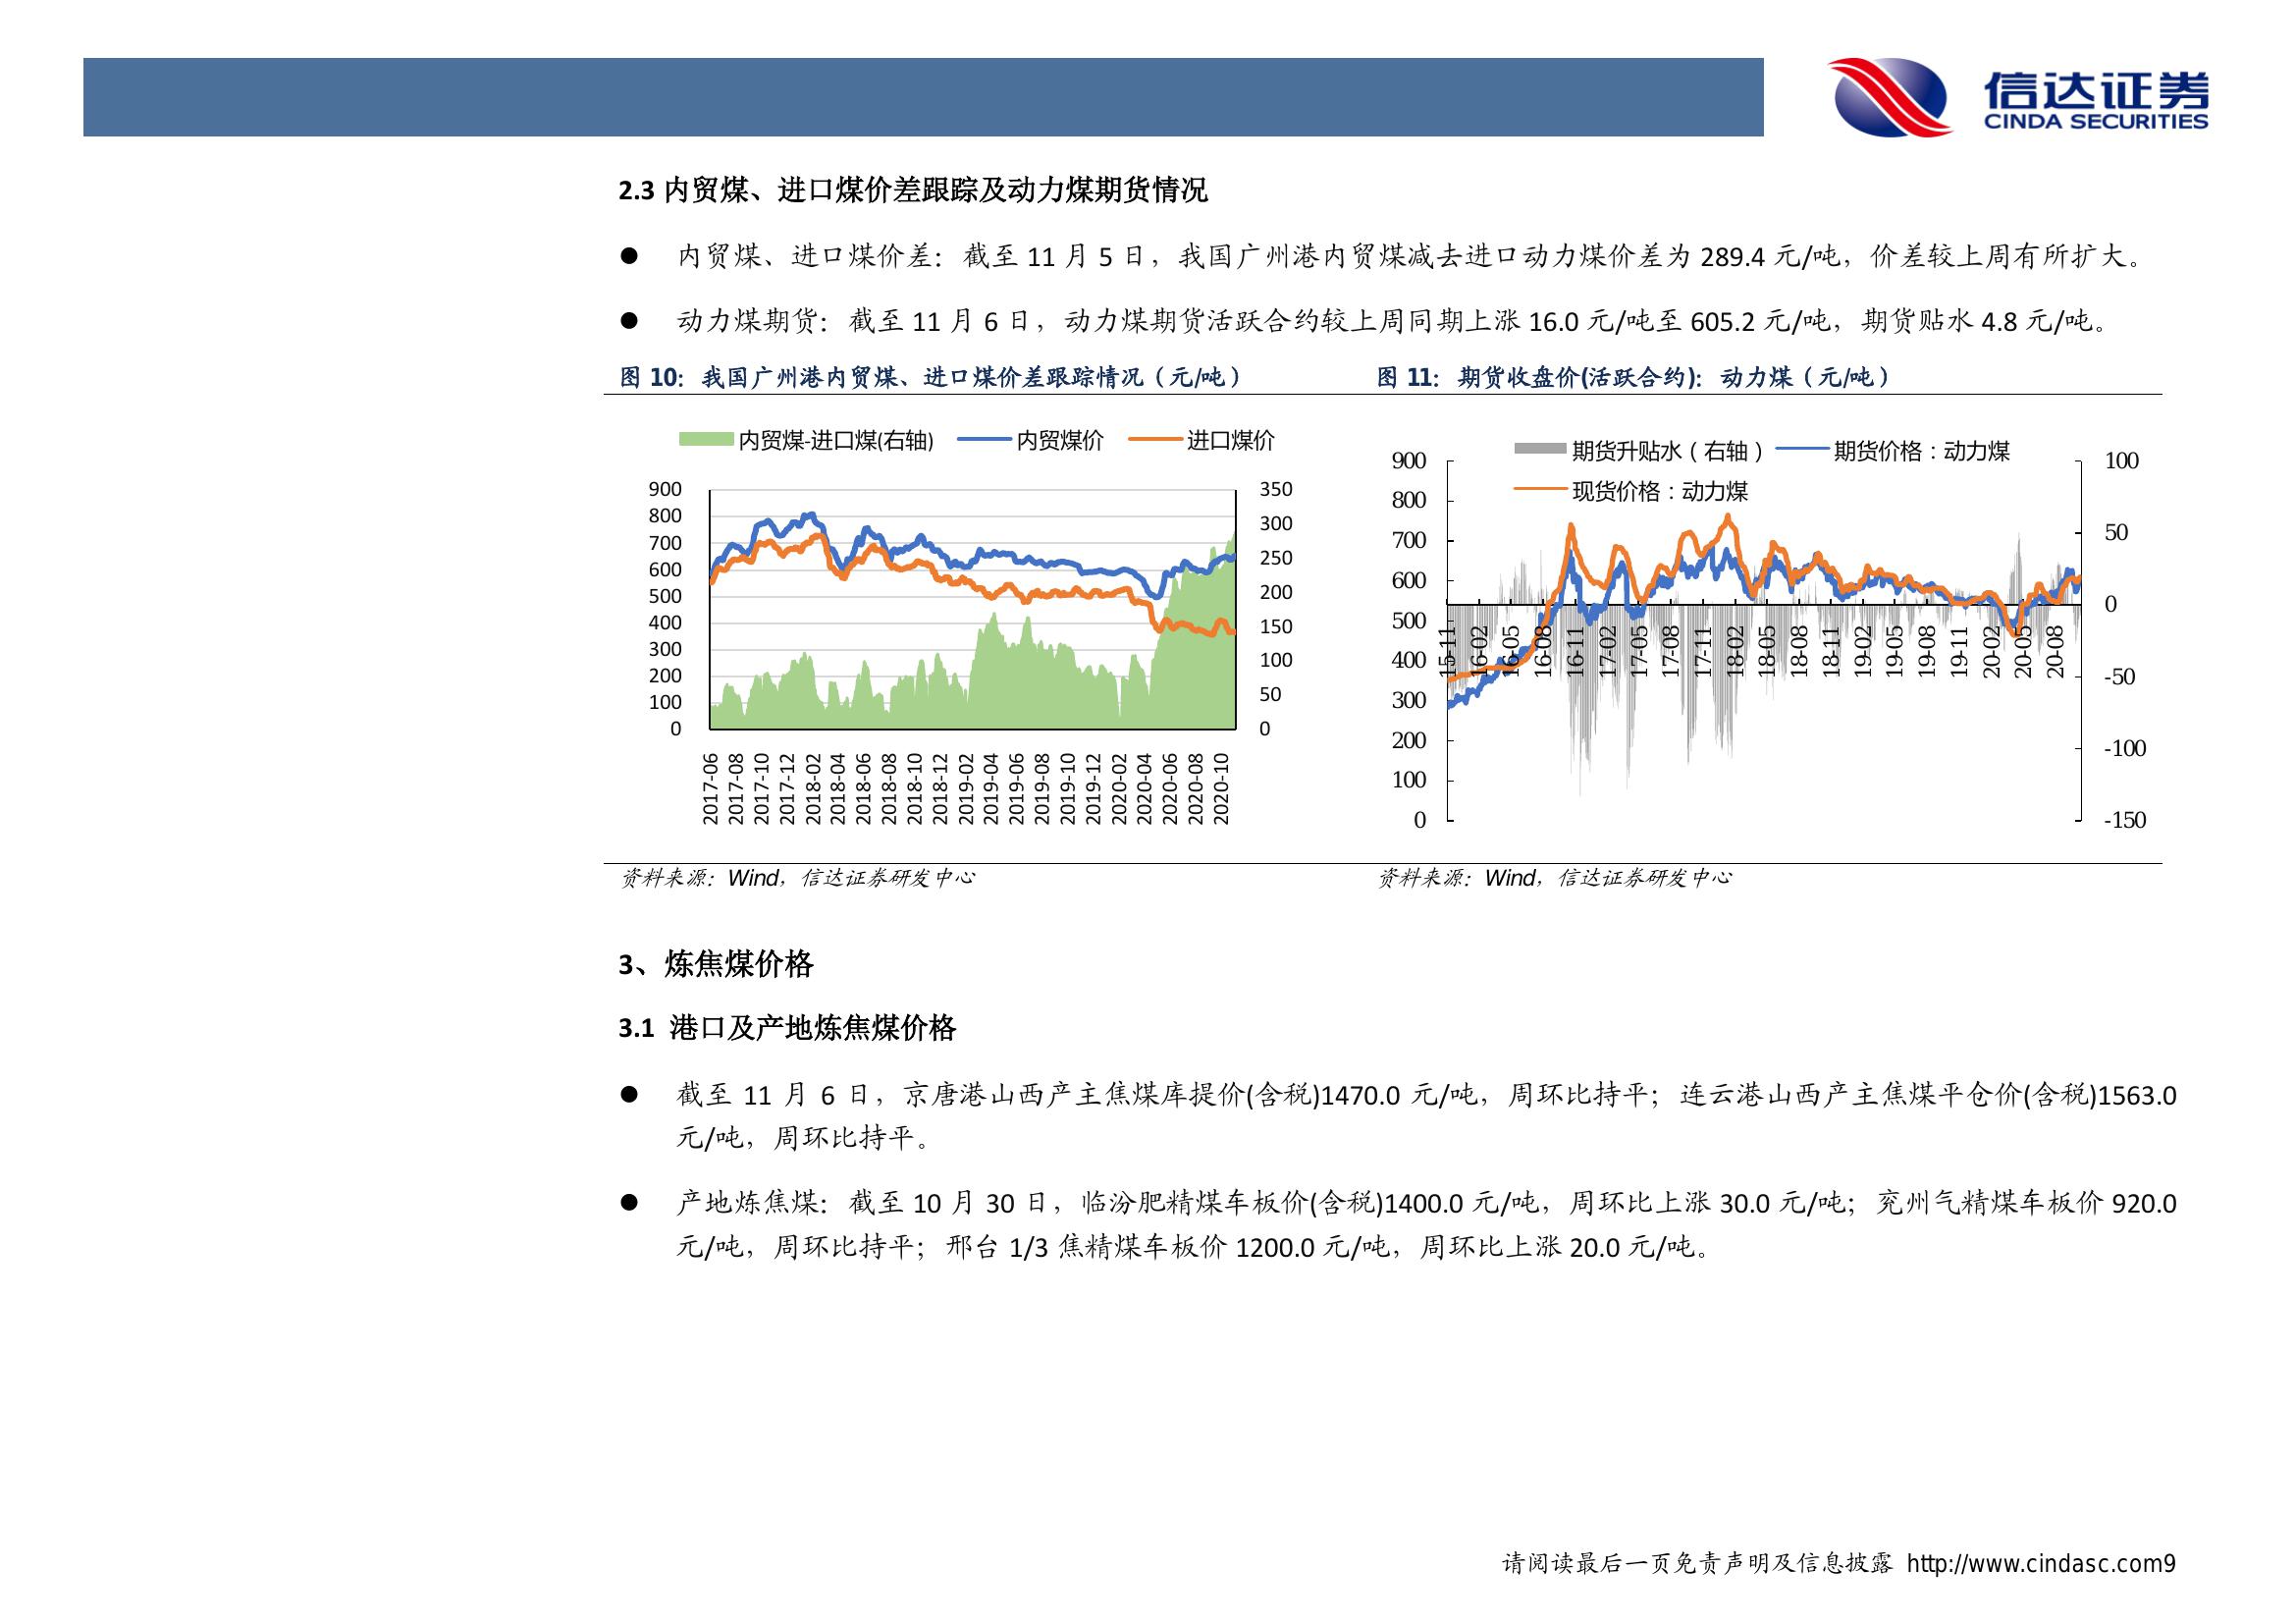 信达证券
CINDA SECURITIES
2.3 内贸煤、进口煤价差跟踪及动力煤期货情况
● 内贸煤、进口煤价差：截至 11 月 5 日，我国广州港内贸煤减去进口动力煤价差为 289.4 元/吨，价差较上周有所扩大。
● 动力煤期货：截至 11 月 6 日，动力煤期货活跃合约较上周同期上涨 16.0 元/吨至 605.2 元/吨，期货贴水 4.8 元/吨。
图 10：我国广州港内贸煤、进口煤价差跟踪情况（元/吨）
内贸煤-进口煤(右轴) 内贸煤价 进口煤价
900
800
700
600
500
400
300
200
100
0
350
300
250
200
150
100
50
0
2017-06 2017-08 2017-10 2017-12 2018-02 2018-04 2018-06 2018-08 2018-10 2018-12 2019-02 2019-04 2019-06 2019-08 2019-10 2019-12 2020-02 2020-04 2020-06 2020-08 2020-10
资料来源：Wind，信达证券研发中心
图 11：期货收盘价(活跃合约)：动力煤（元/吨）
期货升贴水（右轴） 期货价格：动力煤
现货价格：动力煤
900
800
700
600
500
400
300
200
100
0
100
50
0
-50
-100
-150
15-11 16-02 16-05 16-08 16-11 17-02 17-05 17-08 17-11 18-02 18-05 18-08 18-11 19-02 19-05 19-08 19-11 20-02 20-05 20-08
资料来源：Wind，信达证券研发中心
3、炼焦煤价格
3.1 港口及产地炼焦煤价格
● 截至 11 月 6 日，京唐港山西产主焦煤库提价(含税)1470.0 元/吨，周环比持平；连云港山西产主焦煤平仓价(含税)1563.0
元/吨，周环比持平。
● 产地炼焦煤：截至 10 月 30 日，临汾肥精煤车板价(含税)1400.0 元/吨，周环比上涨 30.0 元/吨；兖州气精煤车板价 920.0
元/吨，周环比持平；邢台 1/3 焦精煤车板价 1200.0 元/吨，周环比上涨 20.0 元/吨。
请阅读最后一页免责声明及信息披露 http://www.cindasc.com9